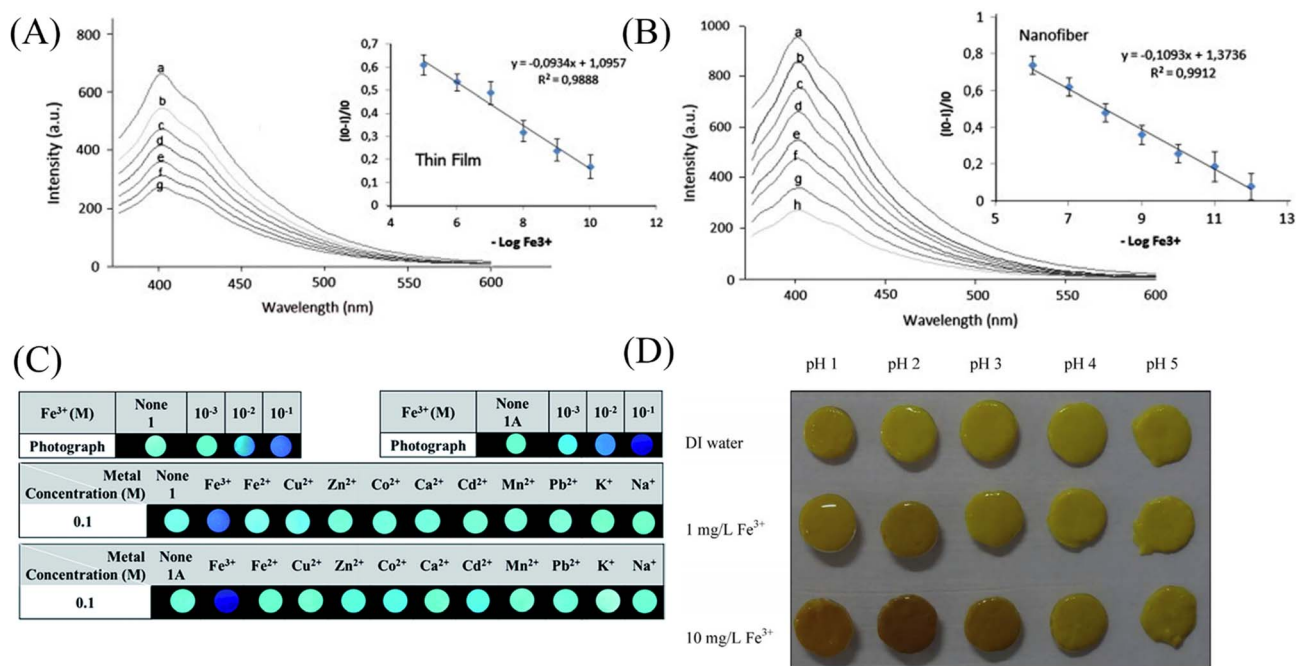 (A)
800
600
400
200
0
Intensity (a.u.)
a
b
c
d
e
f
g
400
450
500
550
600
Wavelength (nm)
0,7
0,6
0,5
0,4
0,3
0,2
0,1
0
(I0-I)/I0
y = -0,0934x + 1,0957
R² = 0,9888
Thin Film
4
6
8
10
12
- Log Fe3+
(B)
1000
800
600
400
200
0
Intensity (a.u.)
a
b
c
d
e
f
g
h
400
450
500
550
600
Wavelength (nm)
1
0,8
0,6
0,4
0,2
0
(I0-I)/I0
Nanofiber
y = -0,1093x + 1,3736
R² = 0,9912
5
7
9
11
13
- Log Fe3+
(C)
Fe³⁺ (M) None 1 10⁻³ 10⁻² 10⁻¹
Photograph
Fe³⁺ (M) None 1A 10⁻³ 10⁻² 10⁻¹
Photograph
Metal
Concentration (M) None 1 Fe³⁺ Fe²⁺ Cu²⁺ Zn²⁺ Co²⁺ Ca²⁺ Cd²⁺ Mn²⁺ Pb²⁺ K⁺ Na⁺
0.1
Metal
Concentration (M) None 1A Fe³⁺ Fe²⁺ Cu²⁺ Zn²⁺ Co²⁺ Ca²⁺ Cd²⁺ Mn²⁺ Pb²⁺ K⁺ Na⁺
0.1
(D)
pH 1 pH 2 pH 3 pH 4 pH 5
DI water
1 mg/L Fe³⁺
10 mg/L Fe³⁺